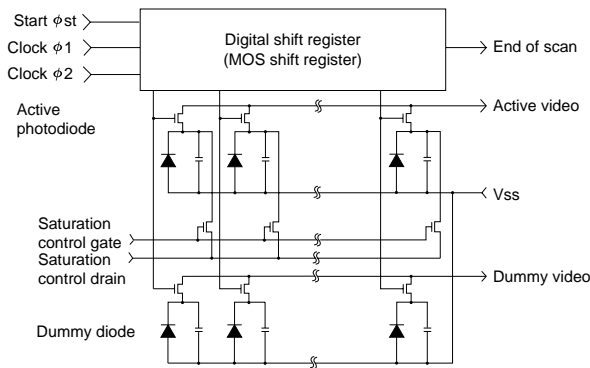 Start ϕst
Clock ϕ1
Clock ϕ2
Digital shift register
(MOS shift register)
End of scan
Active
photodiode
Active video
Vss
Saturation
control gate
Saturation
control drain
Dummy video
Dummy diode